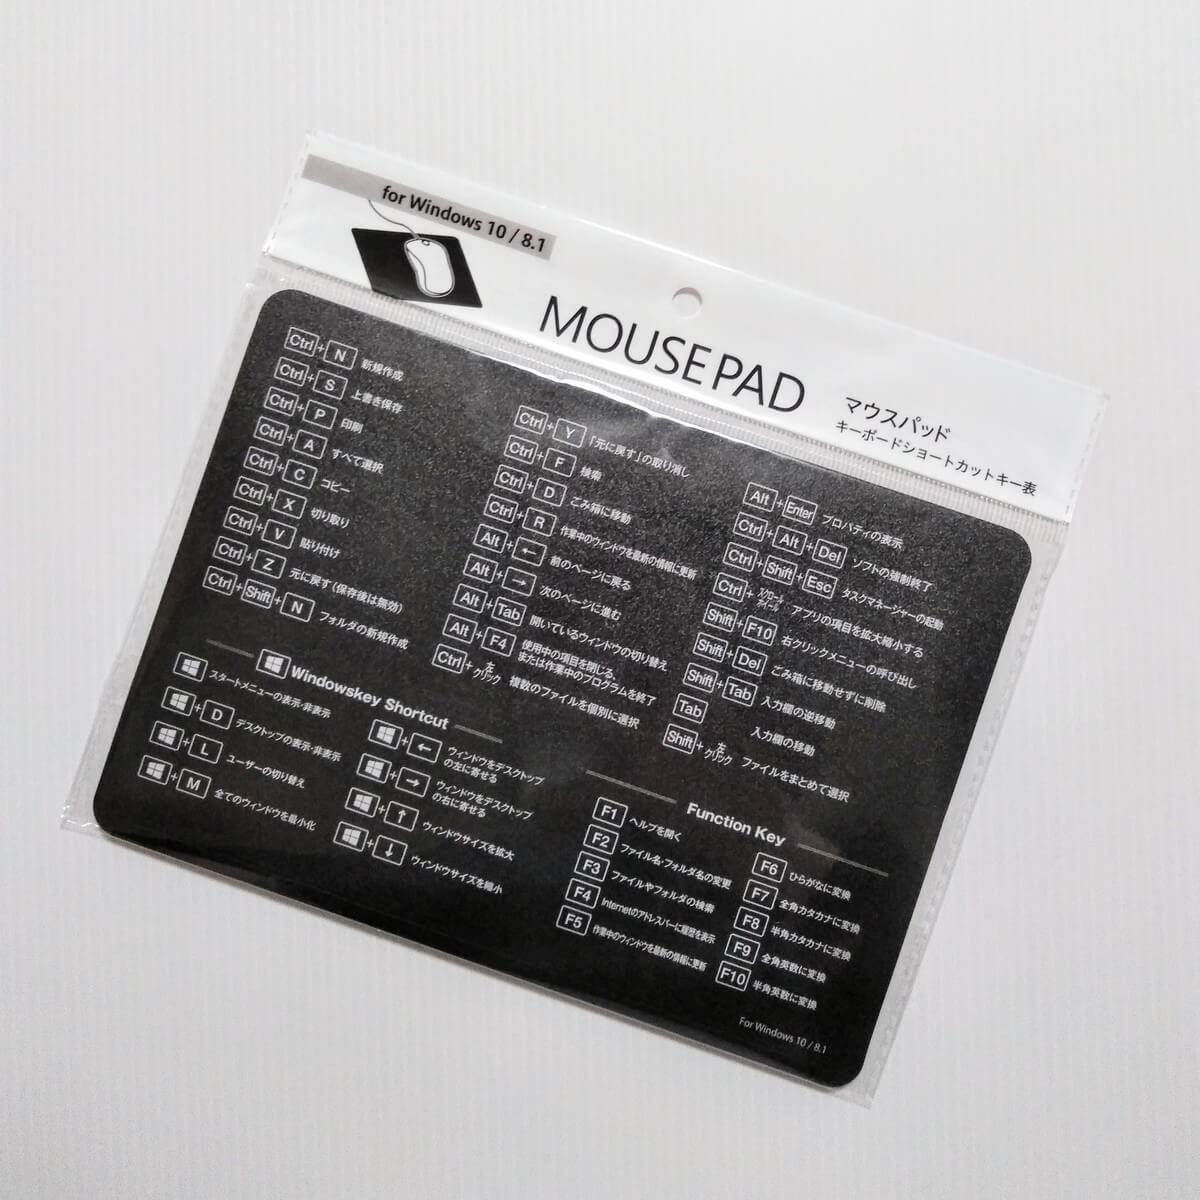 for Windows 10 / 8.1
MOUSE PAD
マウスパッド
キーボードショートカットキー表
Ctrl + N 新規作成
Ctrl + S 上書き保存
Ctrl + P 印刷
Ctrl + A すべて選択
Ctrl + C コピー
Ctrl + X 切り取り
Ctrl + V 貼り付け
Ctrl + Z 元に戻す(保存後は無効)
Ctrl + Shift + N フォルダの新規作成
Ctrl + Y 「元に戻す」の取り消し
Ctrl + F 検索
Ctrl + D ごみ箱に移動
Ctrl + R 作業中のウィンドウを最新の情報に更新
Alt + ← 前のページに戻る
Alt + → 次のページに進む
Alt + Tab 開いているウィンドウの切り替え
Alt + F4 使用中の項目を閉じる、
または作業中のプログラムを終了
Ctrl + 左クリック 複数のファイルを個別に選択
Alt + Enter プロパティの表示
Ctrl + Alt + Del ソフトの強制終了
Ctrl + Shift + Esc タスクマネージャーの起動
Ctrl + スクロールホイール アプリの項目を拡大縮小する
Shift + F10 右クリックメニューの呼び出し
Shift + Del ごみ箱に移動せずに削除
Shift + Tab 入力欄の逆移動
Tab 入力欄の移動
Shift + 左クリック ファイルをまとめて選択
Windowskey Shortcut
スタートメニューの表示・非表示
+ D デスクトップの表示・非表示
+ L ユーザーの切り替え
+ M 全てのウィンドウを最小化
+ ← ウィンドウをデスクトップ
の左に寄せる
+ → ウィンドウをデスクトップ
の右に寄せる
+ ↑ ウィンドウサイズを拡大
+ ↓ ウィンドウサイズを縮小
Function Key
F1 ヘルプを開く
F2 ファイル名・フォルダ名の変更
F3 ファイルやフォルダの検索
F4 Internetのアドレスバーに履歴を表示
F5 作業中のウィンドウを最新の情報に更新
F6 ひらがなに変換
F7 全角カタカナに変換
F8 半角カタカナに変換
F9 全角英数に変換
F10 半角英数に変換
For Windows 10 / 8.1